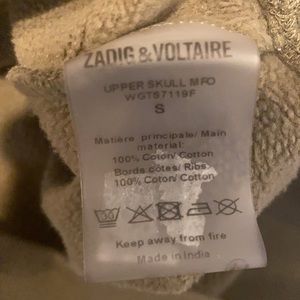 ZADIG & VOLTAIRE
UPPER SKULL MFO
WGTS7119F
S
Matière principale/ Main
material:
100% Coton/ Cotton
Bords côtes/ Ribs:
100% Coton/ Cotton
Keep away from fire
Made in India